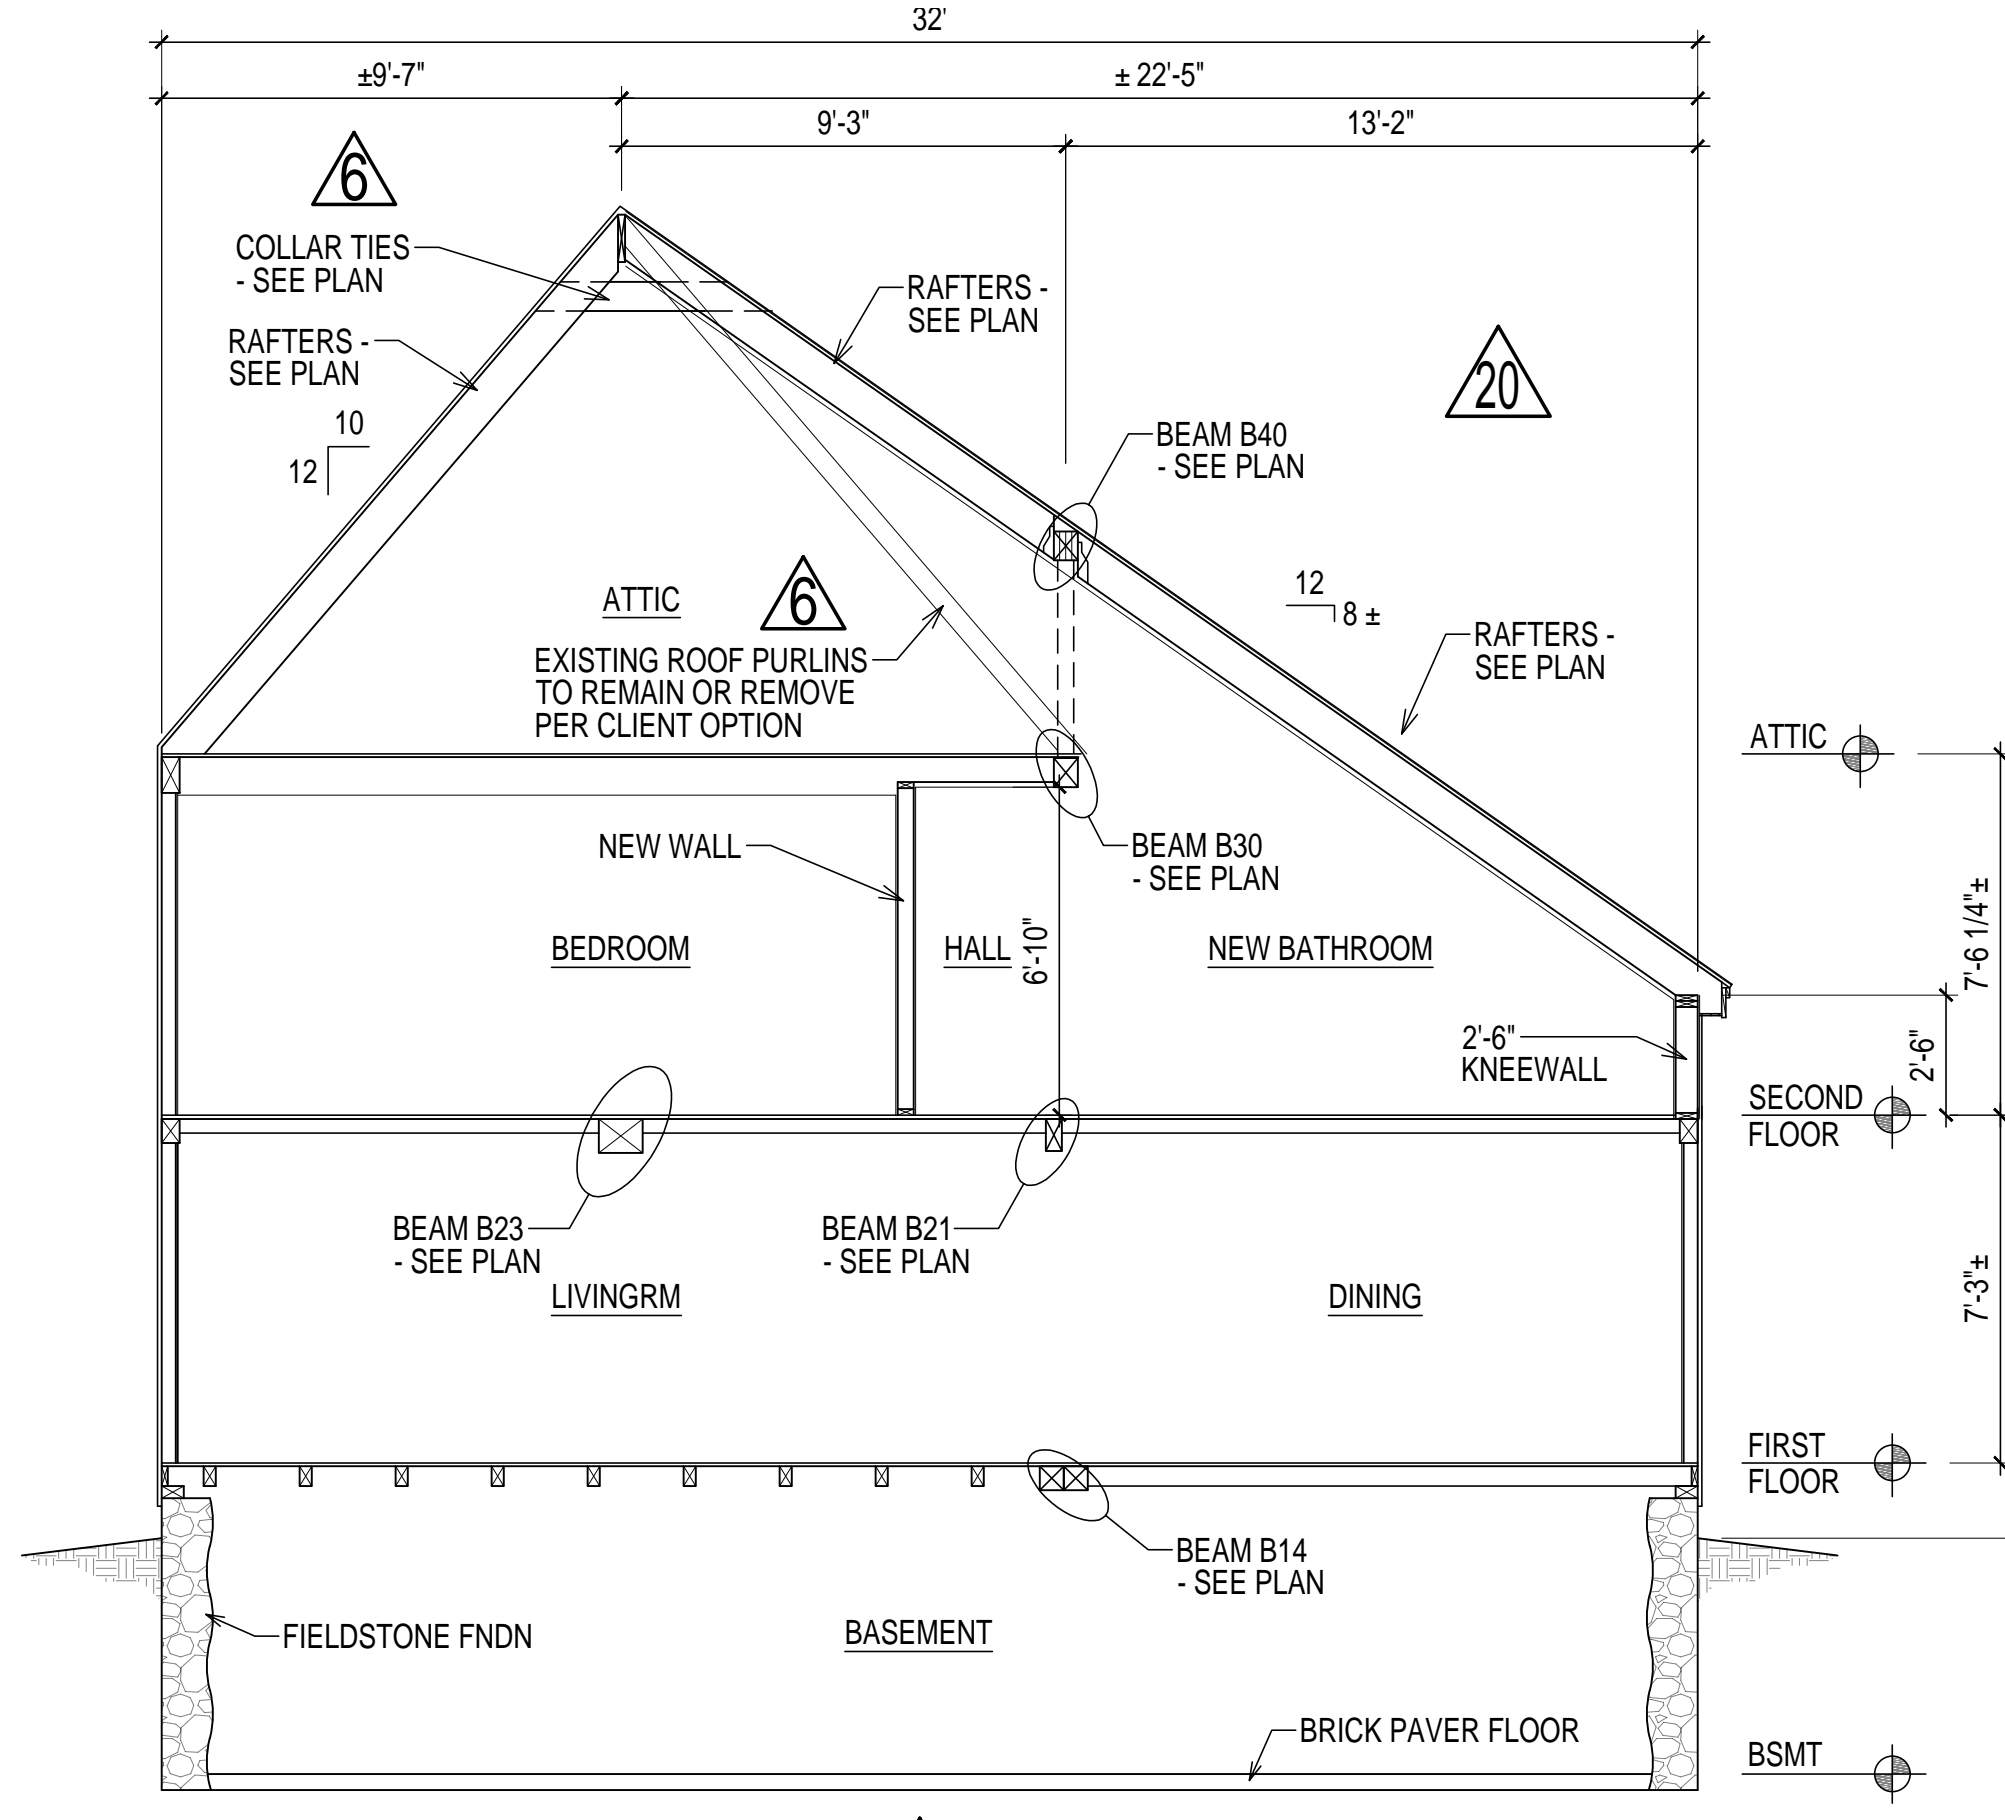 32'
±9'-7"
± 22'-5"
9'-3"
13'-2"
6
COLLAR TIES
- SEE PLAN
RAFTERS -
SEE PLAN
RAFTERS -
SEE PLAN
20
10
12
BEAM B40
- SEE PLAN
ATTIC
6
12
8 ±
EXISTING ROOF PURLINS
TO REMAIN OR REMOVE
PER CLIENT OPTION
RAFTERS -
SEE PLAN
ATTIC
NEW WALL
BEAM B30
- SEE PLAN
BEDROOM
HALL
6'-10"
NEW BATHROOM
7'-6 1/4"±
2'-6"
KNEEWALL
2'-6"
SECOND
FLOOR
BEAM B23
- SEE PLAN
BEAM B21
- SEE PLAN
LIVINGRM
DINING
7'-3"±
FIRST
FLOOR
BEAM B14
- SEE PLAN
FIELDSTONE FNDN
BASEMENT
BRICK PAVER FLOOR
BSMT